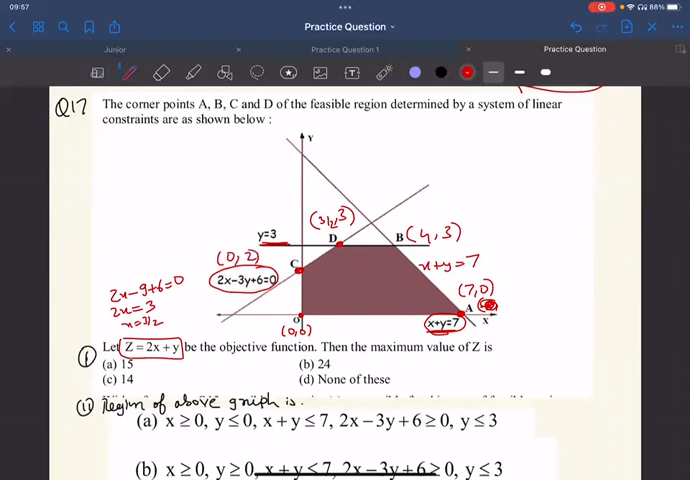 09:57
88%
Practice Question
Junior
Practice Question 1
Practice Question
Q17
The corner points A, B, C and D of the feasible region determined by a system of linear
constraints are as shown below :
Y
(3/2, 3)
y=3
D
B
(4, 3)
(0, 2)
C
x+y=7
2x-3y+6=0
2x-9+6=0
2x=3
x=3/2
(7,0)
A
O
(0,0)
x+y=7
X
(i)
Let Z = 2x + y be the objective function. Then the maximum value of Z is
(a) 15
(b) 24
(c) 14
(d) None of these
(ii) Region of above graph is.
(a) x ≥ 0, y ≤ 0, x + y ≤ 7, 2x−3y+6 ≥ 0, y ≤ 3
(b) x ≥ 0, y ≥ 0, x + y ≤ 7, 2x−3y+6 ≥ 0, y ≤ 3